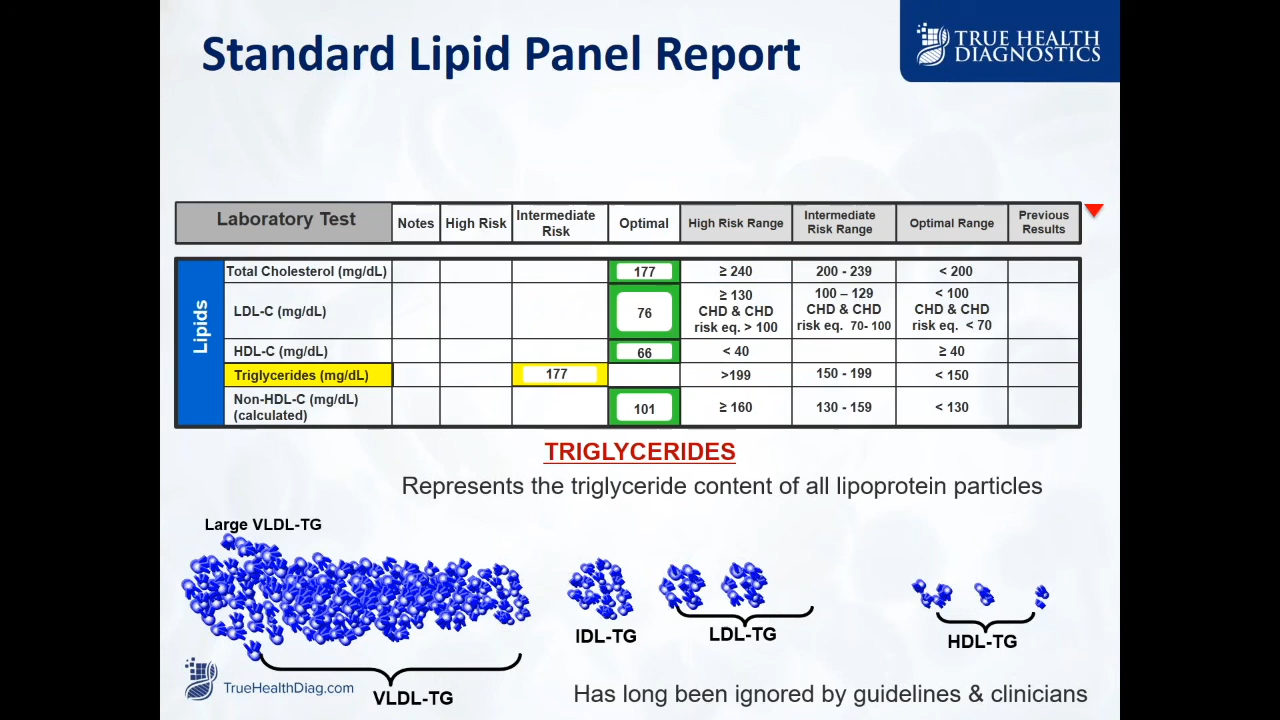 Standard Lipid Panel Report
TRUE HEALTH
DIAGNOSTICS
Laboratory Test Notes High Risk Intermediate Risk Optimal High Risk Range Intermediate Risk Range Optimal Range Previous Results
Lipids
Total Cholesterol (mg/dL) 177 ≥ 240 200 - 239 < 200
LDL-C (mg/dL) 76 ≥ 130 CHD & CHD risk eq. > 100 100 – 129 CHD & CHD risk eq. 70- 100 < 100 CHD & CHD risk eq. < 70
HDL-C (mg/dL) 66 < 40 ≥ 40
Triglycerides (mg/dL) 177 >199 150 - 199 < 150
Non-HDL-C (mg/dL) (calculated) 101 ≥ 160 130 - 159 < 130
TRIGLYCERIDES
Represents the triglyceride content of all lipoprotein particles
Large VLDL-TG
IDL-TG
LDL-TG
HDL-TG
VLDL-TG
TrueHealthDiag.com
Has long been ignored by guidelines & clinicians